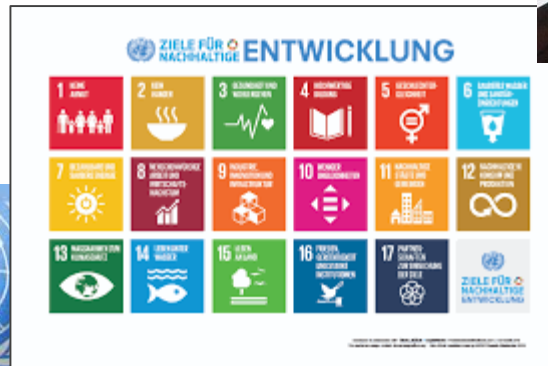 ZIELE FÜR
NACHHALTIGE
ENTWICKLUNG
1 KEINE
ARMUT
2 KEIN
HUNGER
3 GESUNDHEIT UND
WOHLERGEHEN
4 HOCHWERTIGE
BILDUNG
5 GESCHLECHTER-
GLEICHHEIT
6 SAUBERES WASSER
UND SANITÄR-
EINRICHTUNGEN
7 BEZAHLBARE UND
SAUBERE ENERGIE
8 MENSCHENWÜRDIGE
ARBEIT UND
WIRTSCHAFTS-
WACHSTUM
9 INDUSTRIE,
INNOVATION UND
INFRASTRUKTUR
10 WENIGER
UNGLEICHHEITEN
11 NACHHALTIGE
STÄDTE UND
GEMEINDEN
12 NACHHALTIGE/R
KONSUM UND
PRODUKTION
13 MASSNAHMEN ZUM
KLIMASCHUTZ
14 LEBEN UNTER
WASSER
15 LEBEN
AN LAND
16 FRIEDEN,
GERECHTIGKEIT
UND STARKE
INSTITUTIONEN
17 PARTNER-
SCHAFTEN
ZUR ERREICHUNG
DER ZIELE
ZIELE FÜR
NACHHALTIGE
ENTWICKLUNG